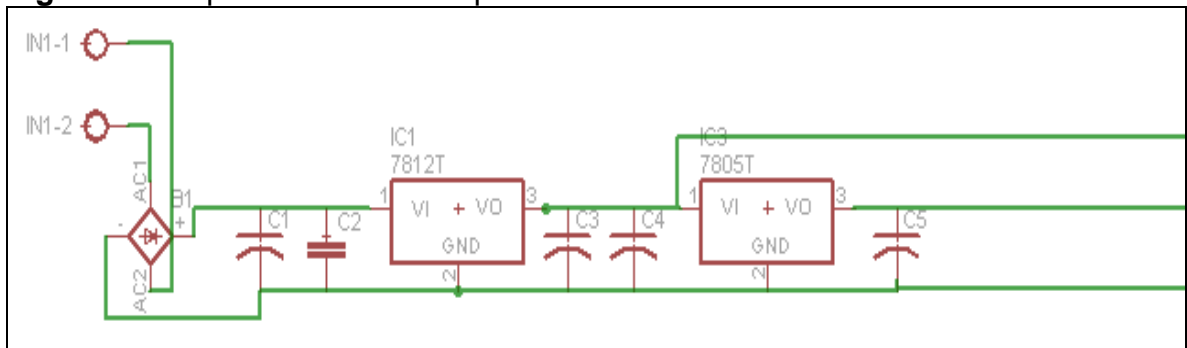 IN1-1
IN1-2
AC1
B1
-
+
AC2
C1
C2
+
IC1
7812T
1
VI + VO
3
GND
2
C3
C4
IC3
7805T
1
VI + VO
3
GND
2
C5